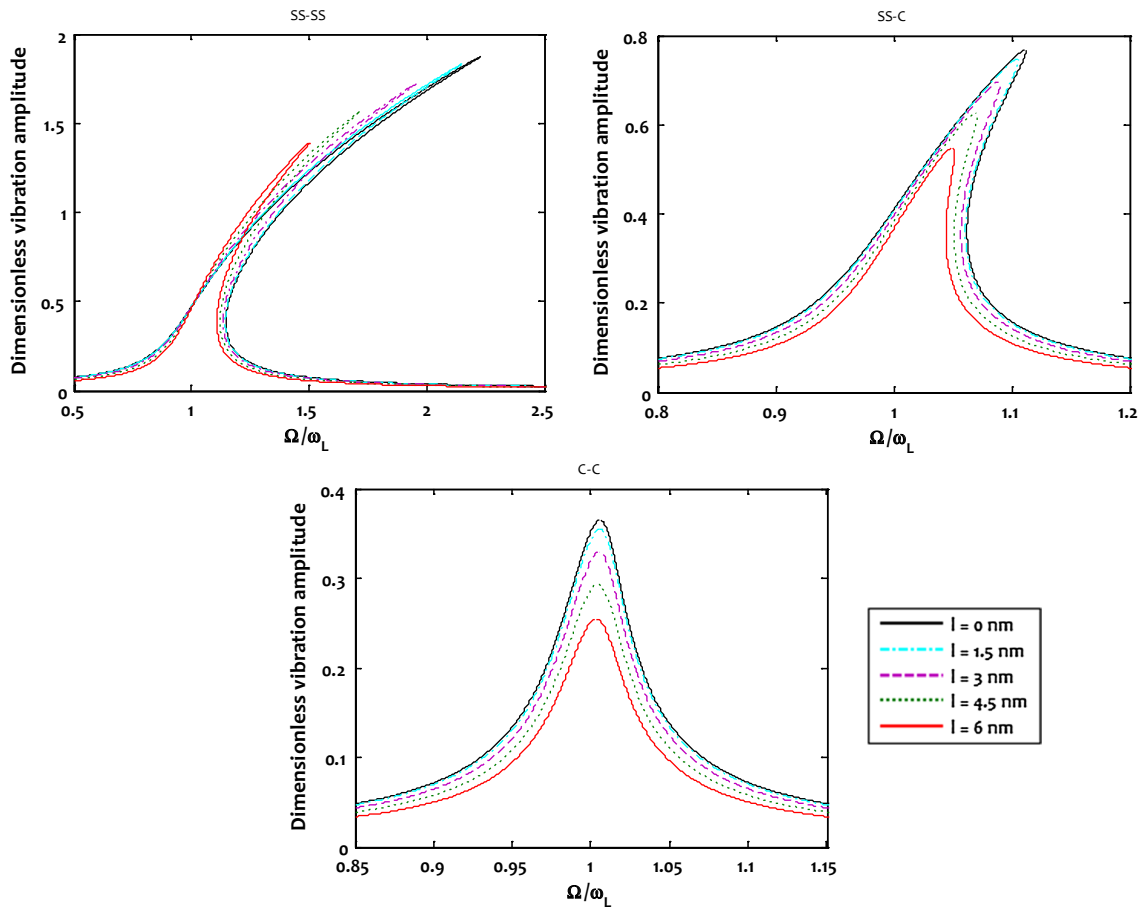 SS-SS
Dimensionless vibration amplitude
2
1.5
1
0.5
0
0.5
1
1.5
2
2.5
Ω/ω_L
SS-C
Dimensionless vibration amplitude
0.8
0.6
0.4
0.2
0
0.8
0.9
1
1.1
1.2
Ω/ω_L
C-C
Dimensionless vibration amplitude
0.4
0.3
0.2
0.1
0
0.85
0.9
0.95
1
1.05
1.1
1.15
Ω/ω_L
l = 0 nm
l = 1.5 nm
l = 3 nm
l = 4.5 nm
l = 6 nm